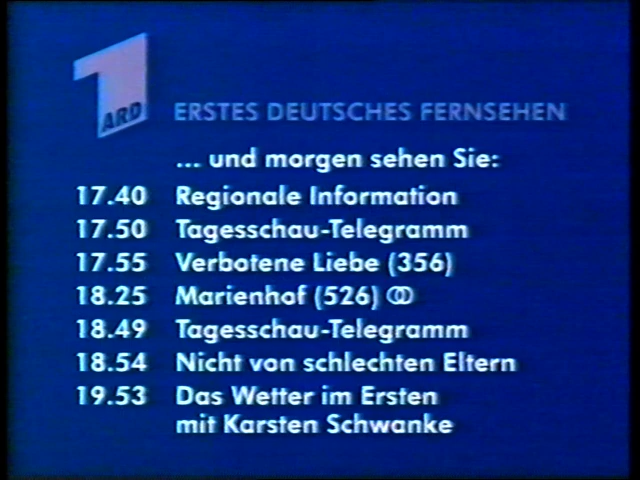 ARD
ERSTES DEUTSCHES FERNSEHEN
... und morgen sehen Sie:
17.40 Regionale Information
17.50 Tagesschau-Telegramm
17.55 Verbotene Liebe (356)
18.25 Marienhof (526)
18.49 Tagesschau-Telegramm
18.54 Nicht von schlechten Eltern
19.53 Das Wetter im Ersten
mit Karsten Schwanke